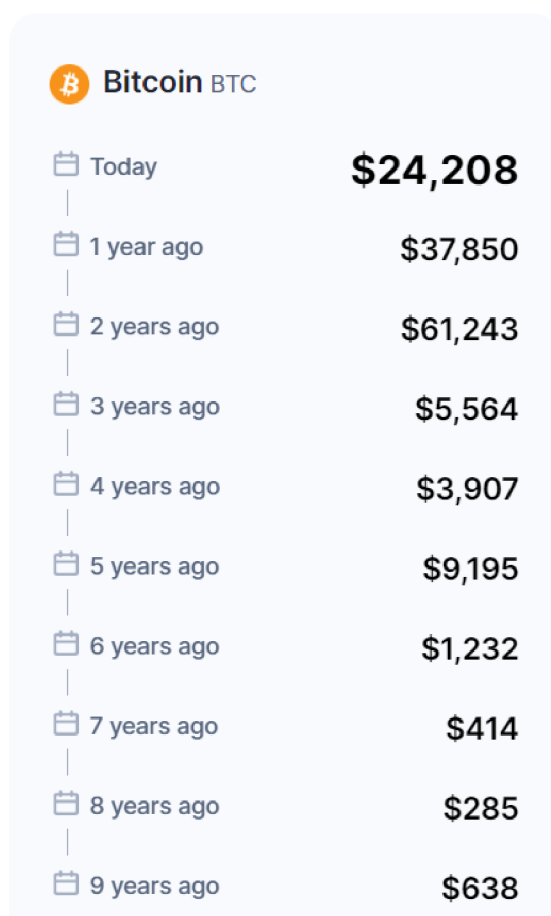 Bitcoin BTC
Today $24,208
1 year ago $37,850
2 years ago $61,243
3 years ago $5,564
4 years ago $3,907
5 years ago $9,195
6 years ago $1,232
7 years ago $414
8 years ago $285
9 years ago $638